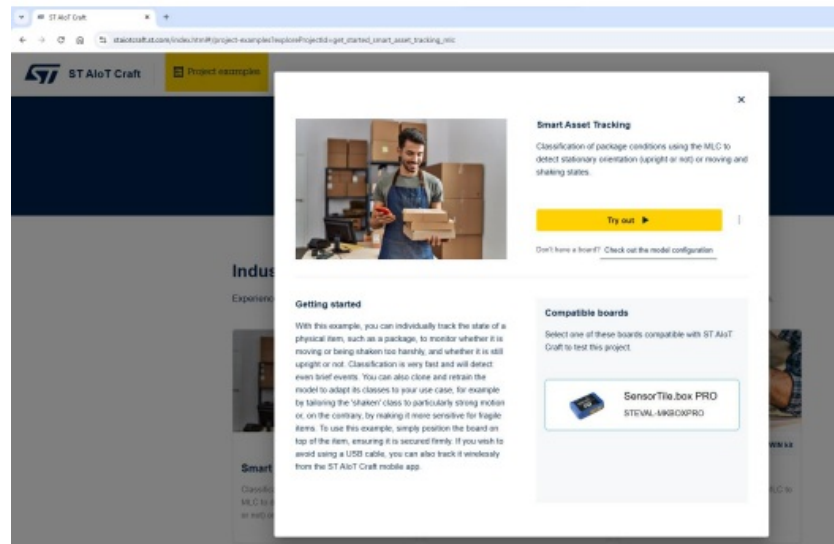 ST AIoT Craft
staiotcraft.st.com/index.html#/project-examples?exploreProjectId=get_started_smart_asset_tracking_mlc
ST AIoT Craft
Project examples
Smart Asset Tracking
Classification of package conditions using the MLC to
detect stationary orientation (upright or not) or moving and
shaking states.
Try out
Don't have a board? Check out the model configuration
Indus
Experience
Getting started
With this example, you can individually track the state of a
physical item, such as a package, to monitor whether it is
moving or being shaken too harshly, and whether it is still
upright or not. Classification is very fast and will detect
even brief events. You can also clone and retrain the
model to adapt its classes to your use case, for example
by tailoring the 'shaken' class to particularly strong motion
or, on the contrary, by making it more sensitive for fragile
items. To use this example, simply position the board on
top of the item, ensuring it is secured firmly. If you wish to
avoid using a USB cable, you can also track it wirelessly
from the ST AIoT Craft mobile app.
Compatible boards
Select one of these boards compatible with ST AIoT
Craft to test this project
SensorTile.box PRO
STEVAL-MKBOXPRO
Smart
Classific
MLC to d
or not) o
MLC to